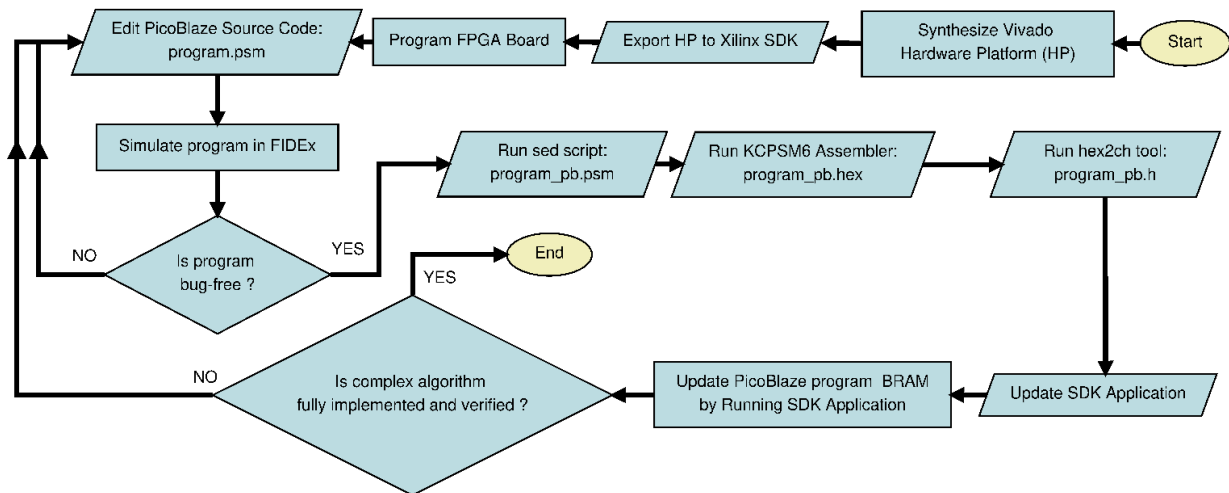 Edit PicoBlaze Source Code:
program.psm
Program FPGA Board
Export HP to Xilinx SDK
Synthesize Vivado
Hardware Platform (HP)
Start
Simulate program in FIDEx
Run sed script:
program_pb.psm
Run KCPSM6 Assembler:
program_pb.hex
Run hex2ch tool:
program_pb.h
NO
Is program
bug-free ?
YES
End
YES
NO
Is complex algorithm
fully implemented and verified ?
Update PicoBlaze program BRAM
by Running SDK Application
Update SDK Application